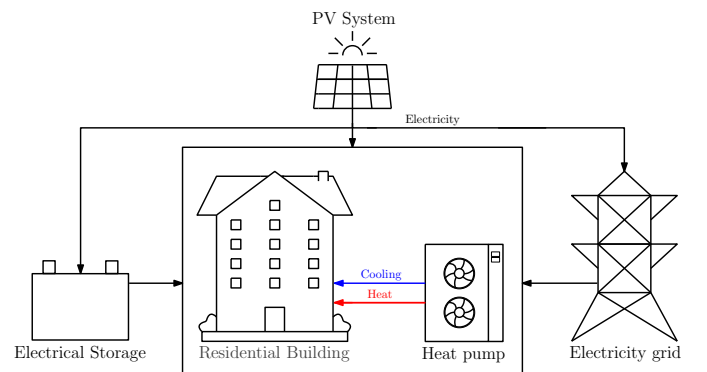 PV System
Electricity
Cooling
Heat
Electrical Storage
Residential Building
Heat pump
Electricity grid